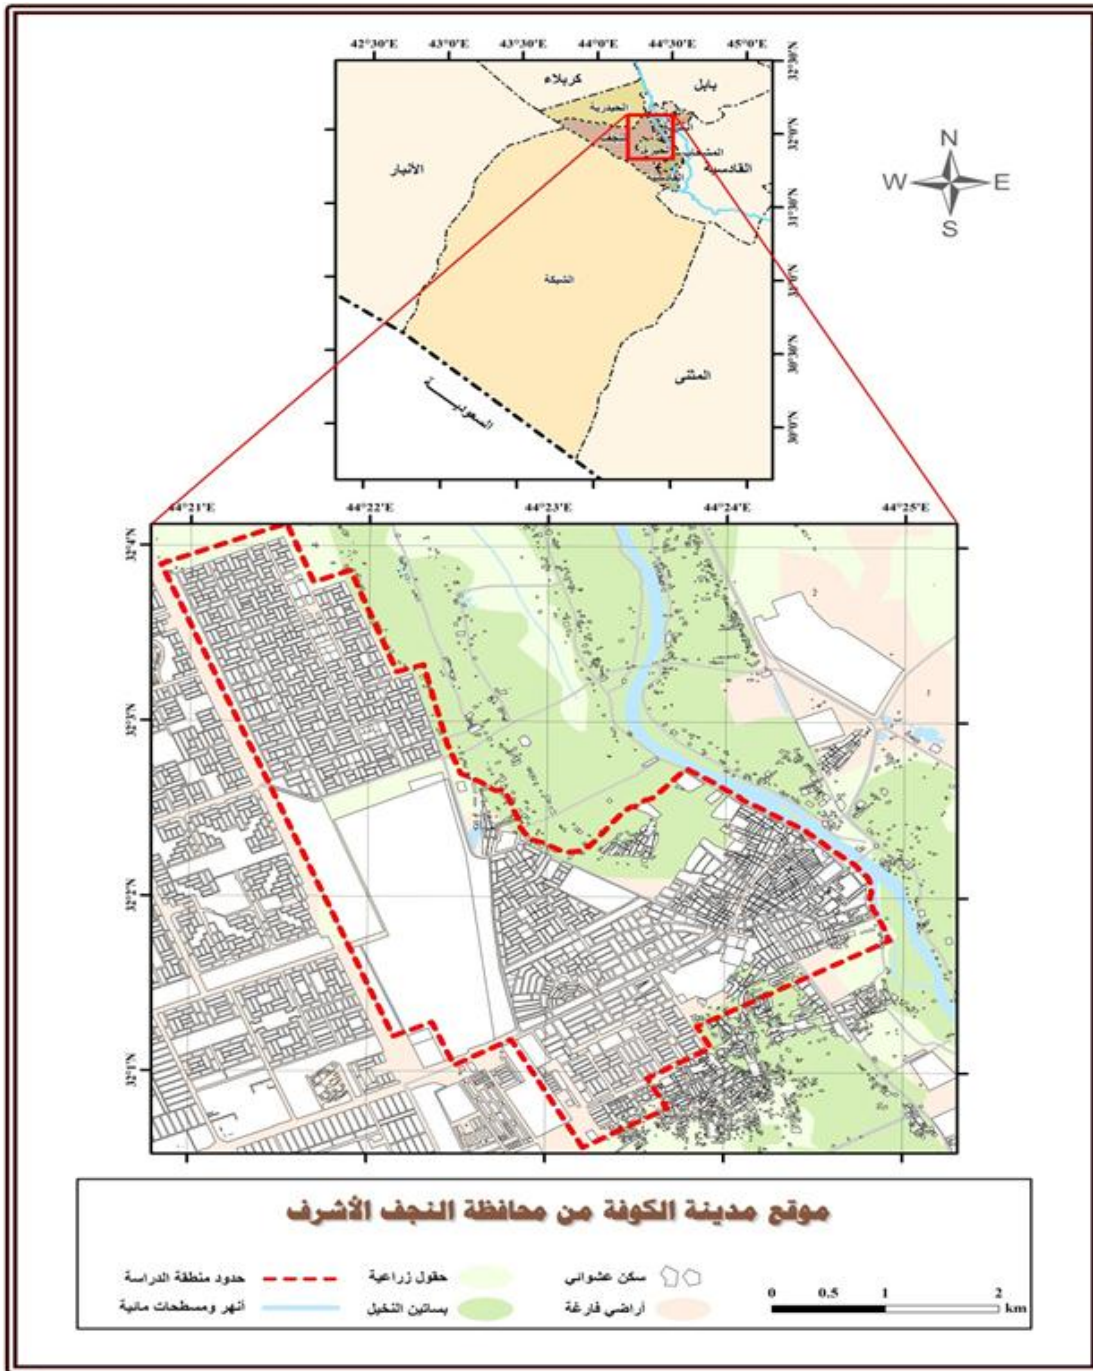 42°30'E 43°0'E 43°30'E 44°0'E 44°30'E 45°0'E
32°30'N
كربلاء
بابل
الحيدرية
32°0'N
الأنبار
القادسية
31°30'N
الشبكة
31°0'N
30°30'N
المثنى
السعوديـــــة
30°0'N
N
W E
S
44°21'E 44°22'E 44°23'E 44°24'E 44°25'E
32°4'N
32°3'N
32°2'N
32°1'N
موقع مدينة الكوفة من محافظة النجف الأشرف
سكن عشوائي
حقول زراعية
حدود منطقة الدراسة
أراضي فارغة
بساتين النخيل
أنهر ومسطحات مائية
0 0.5 1 2
km